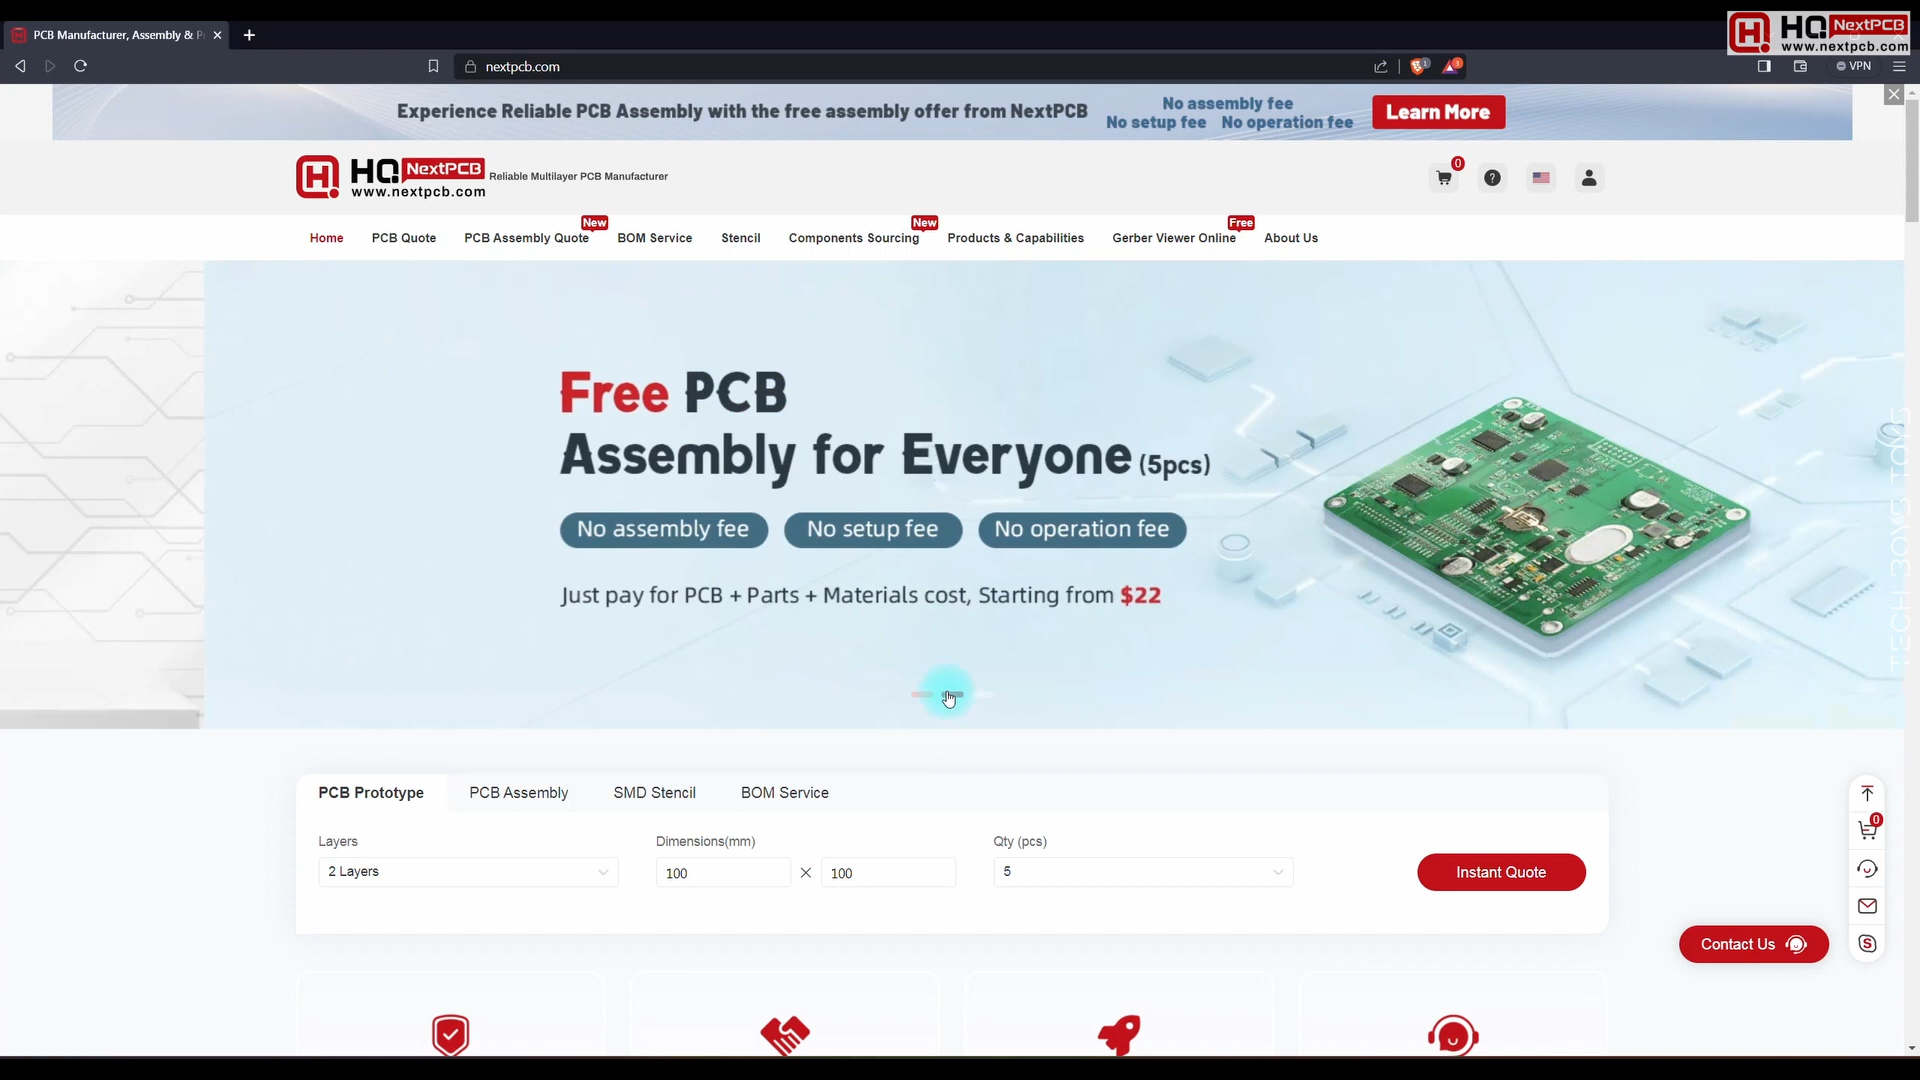 PCB Manufacturer, Assembly & P
HQ NextPCB
www.nextpcb.com
nextpcb.com
1
3
VPN
Experience Reliable PCB Assembly with the free assembly offer from NextPCB
No assembly fee
No setup fee No operation fee
Learn More
HQ NextPCB
www.nextpcb.com
Reliable Multilayer PCB Manufacturer
0
Home
PCB Quote
PCB Assembly Quote
New
BOM Service
Stencil
Components Sourcing
New
Products & Capabilities
Gerber Viewer Online
Free
About Us
Free PCB
Assembly for Everyone (5pcs)
No assembly fee
No setup fee
No operation fee
Just pay for PCB + Parts + Materials cost, Starting from $22
TECH BOYS TOYS
PCB Prototype
PCB Assembly
SMD Stencil
BOM Service
Layers
Dimensions(mm)
Qty (pcs)
2 Layers
100
×
100
5
Instant Quote
0
Contact Us